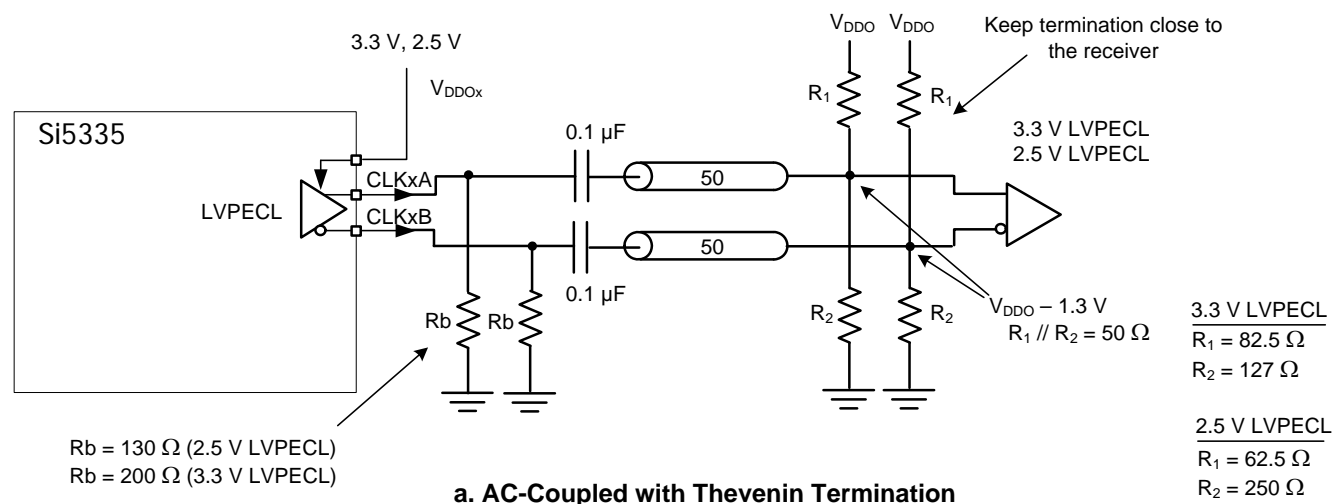 3.3 V, 2.5 V
VDDOx
Si5335
LVPECL
CLKxA
CLKxB
0.1 µF
50
50
0.1 µF
Rb
Rb
Rb = 130 Ω (2.5 V LVPECL)
Rb = 200 Ω (3.3 V LVPECL)
VDDO
VDDO
R1
R1
Keep termination close to
the receiver
3.3 V LVPECL
2.5 V LVPECL
R2
R2
VDDO – 1.3 V
R1 // R2 = 50 Ω
3.3 V LVPECL
R1 = 82.5 Ω
R2 = 127 Ω
2.5 V LVPECL
R1 = 62.5 Ω
R2 = 250 Ω
a. AC-Coupled with Thevenin Termination